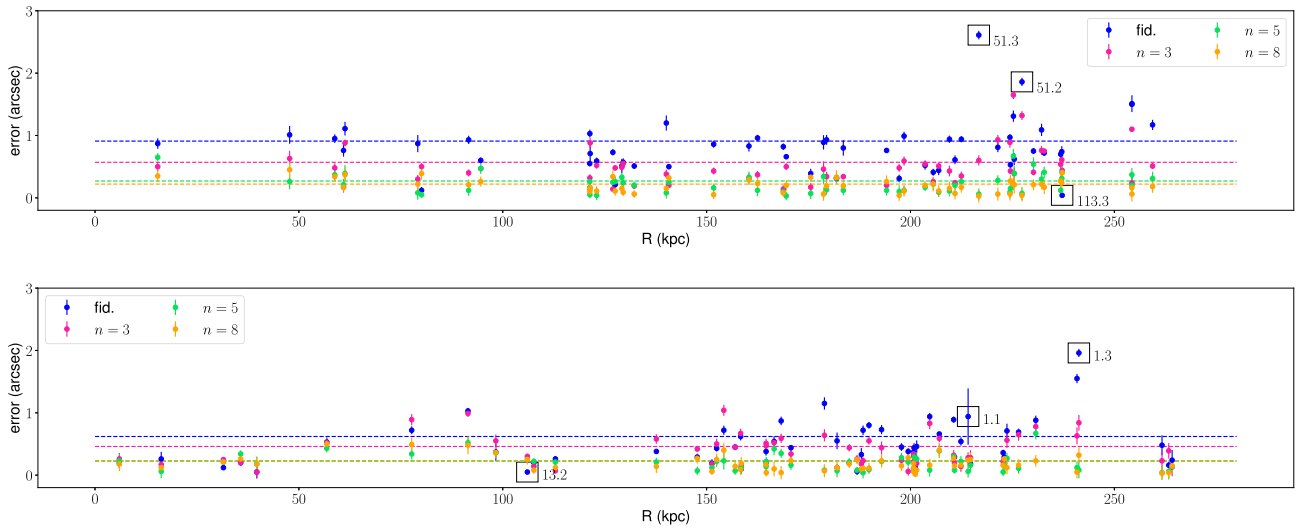 3
2
1
0
error (arcsec)
51.3
51.2
113.3
fid.
n = 3
n = 5
n = 8
0 50 100 150 200 250
R (kpc)
3
2
1
0
error (arcsec)
fid.
n = 3
n = 5
n = 8
1.3
1.1
13.2
0 50 100 150 200 250
R (kpc)